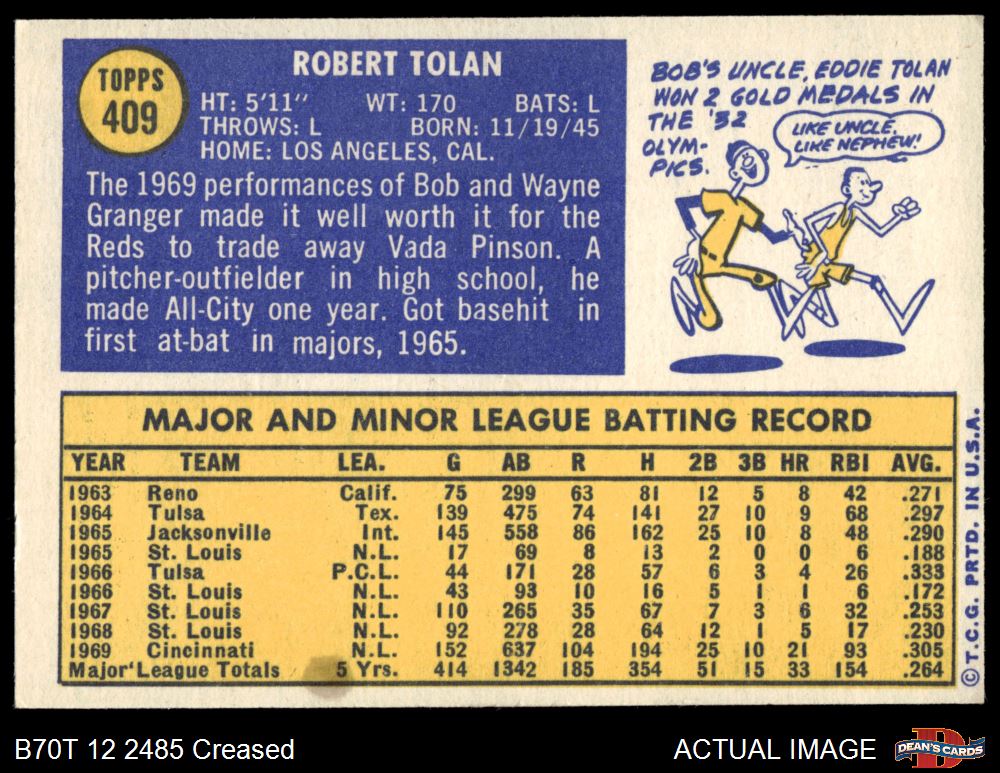 TOPPS
409
ROBERT TOLAN
HT: 5'11" WT: 170 BATS: L
THROWS: L BORN: 11/19/45
HOME: LOS ANGELES, CAL.
The 1969 performances of Bob and Wayne
Granger made it well worth it for the
Reds to trade away Vada Pinson. A
pitcher-outfielder in high school, he
made All-City one year. Got basehit in
first at-bat in majors, 1965.
BOB'S UNCLE, EDDIE TOLAN
WON 2 GOLD MEDALS IN
THE '32
OLYM-
PICS.
LIKE UNCLE,
LIKE NEPHEW!
MAJOR AND MINOR LEAGUE BATTING RECORD
YEAR TEAM LEA. G AB R H 2B 3B HR RBI AVG.
1963 Reno Calif. 75 299 63 81 12 5 8 42 .271
1964 Tulsa Tex. 139 475 74 141 27 10 9 68 .297
1965 Jacksonville Int. 145 558 86 162 25 10 8 48 .290
1965 St. Louis N.L. 17 69 8 13 2 0 0 6 .188
1966 Tulsa P.C.L. 44 171 28 57 6 3 4 26 .333
1966 St. Louis N.L. 43 93 10 16 5 1 1 6 .172
1967 St. Louis N.L. 110 265 35 67 7 3 6 32 .253
1968 St. Louis N.L. 92 278 28 64 12 1 5 17 .230
1969 Cincinnati N.L. 152 637 104 194 25 10 21 93 .305
Major League Totals 5 Yrs. 414 1342 185 354 51 15 33 154 .264
©T.C.G. PRTD. IN U.S.A.
B70T 12 2485 Creased
ACTUAL IMAGE
D
DEAN'S CARDS